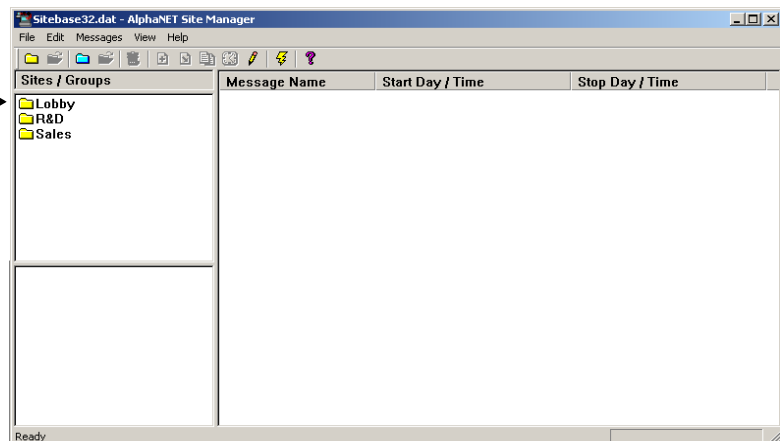 Sitebase32.dat - AlphaNET Site Manager
File Edit Messages View Help
Sites / Groups
Message Name Start Day / Time Stop Day / Time
Lobby
R&D
Sales
Ready